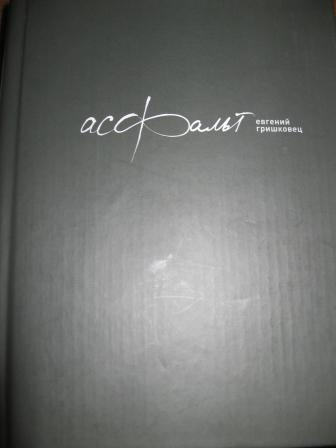 асфальт
евгений
гришковец